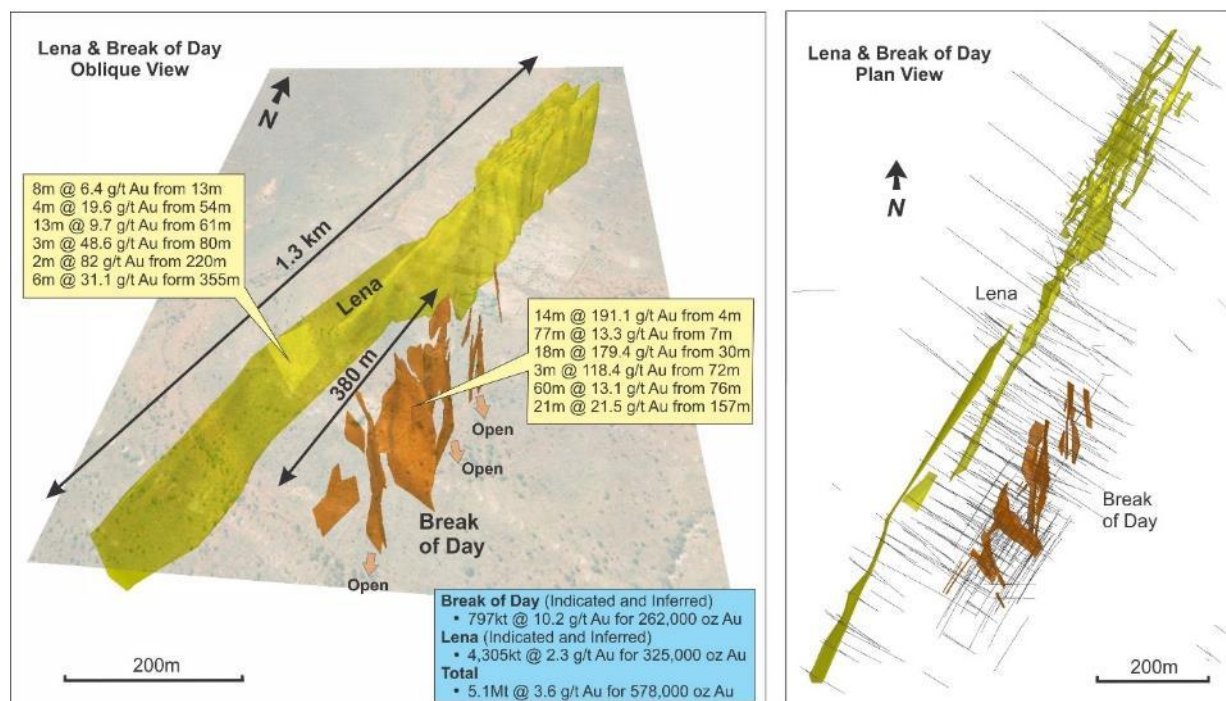 Lena & Break of Day
Oblique View
N
8m @ 6.4 g/t Au from 13m
4m @ 19.6 g/t Au from 54m
13m @ 9.7 g/t Au from 61m
3m @ 48.6 g/t Au from 80m
2m @ 82 g/t Au from 220m
6m @ 31.1 g/t Au form 355m
1.3 km
Lena
380 m
14m @ 191.1 g/t Au from 4m
77m @ 13.3 g/t Au from 7m
18m @ 179.4 g/t Au from 30m
3m @ 118.4 g/t Au from 72m
60m @ 13.1 g/t Au from 76m
21m @ 21.5 g/t Au from 157m
Open
Open
Break
of Day
Open
Break of Day (Indicated and Inferred)
• 797kt @ 10.2 g/t Au for 262,000 oz Au
Lena (Indicated and Inferred)
• 4,305kt @ 2.3 g/t Au for 325,000 oz Au
Total
• 5.1Mt @ 3.6 g/t Au for 578,000 oz Au
200m
Lena & Break of Day
Plan View
N
Lena
Break
of Day
200m